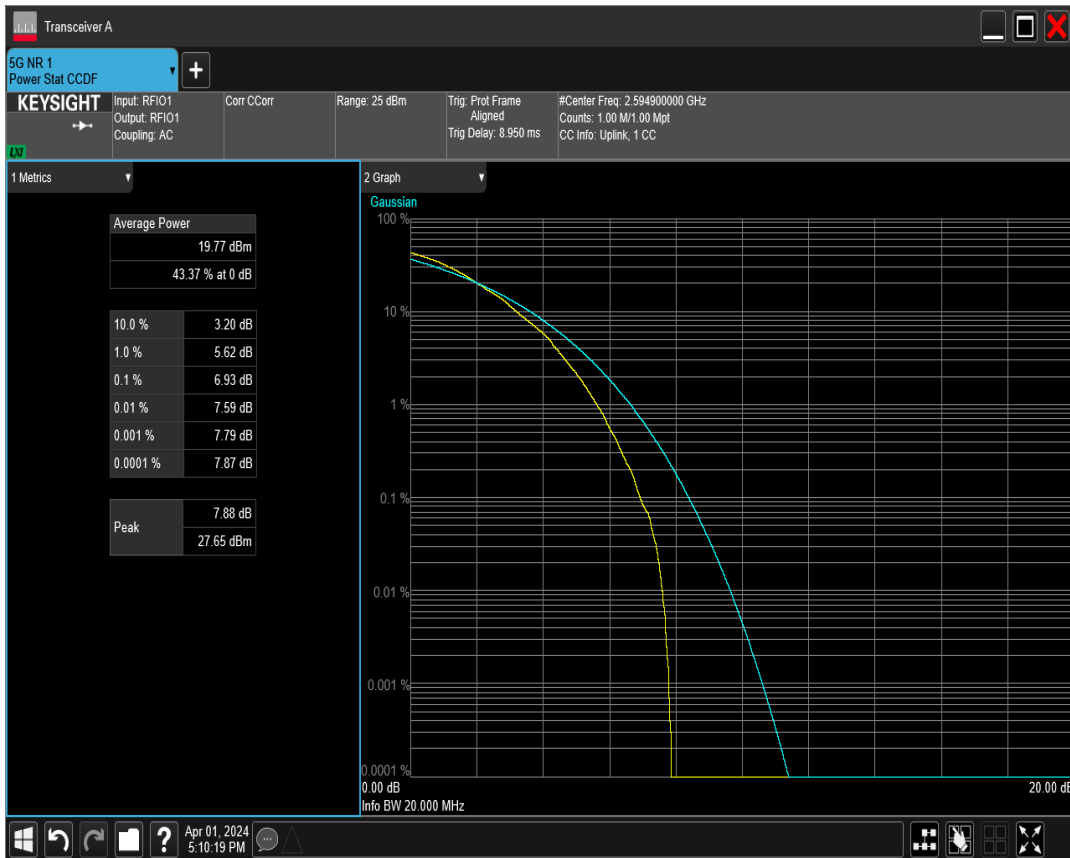 Transceiver A
5G NR 1
Power Stat CCDF
+
KEYSIGHT
LXI
Input: RFIO1
Output: RFIO1
Coupling: AC
Corr CCorr
Range: 25 dBm
Trig: Prot Frame
Aligned
Trig Delay: 8.950 ms
#Center Freq: 2.594900000 GHz
Counts: 1.00 M/1.00 Mpt
CC Info: Uplink, 1 CC
1 Metrics
Average Power
19.77 dBm
43.37 % at 0 dB
10.0 % 3.20 dB
1.0 % 5.62 dB
0.1 % 6.93 dB
0.01 % 7.59 dB
0.001 % 7.79 dB
0.0001 % 7.87 dB
Peak
7.88 dB
27.65 dBm
2 Graph
Gaussian
100 %
10 %
1 %
0.1 %
0.01 %
0.001 %
0.0001 %
0.00 dB 20.00 dB
Info BW 20.000 MHz
? Apr 01, 2024
5:10:19 PM